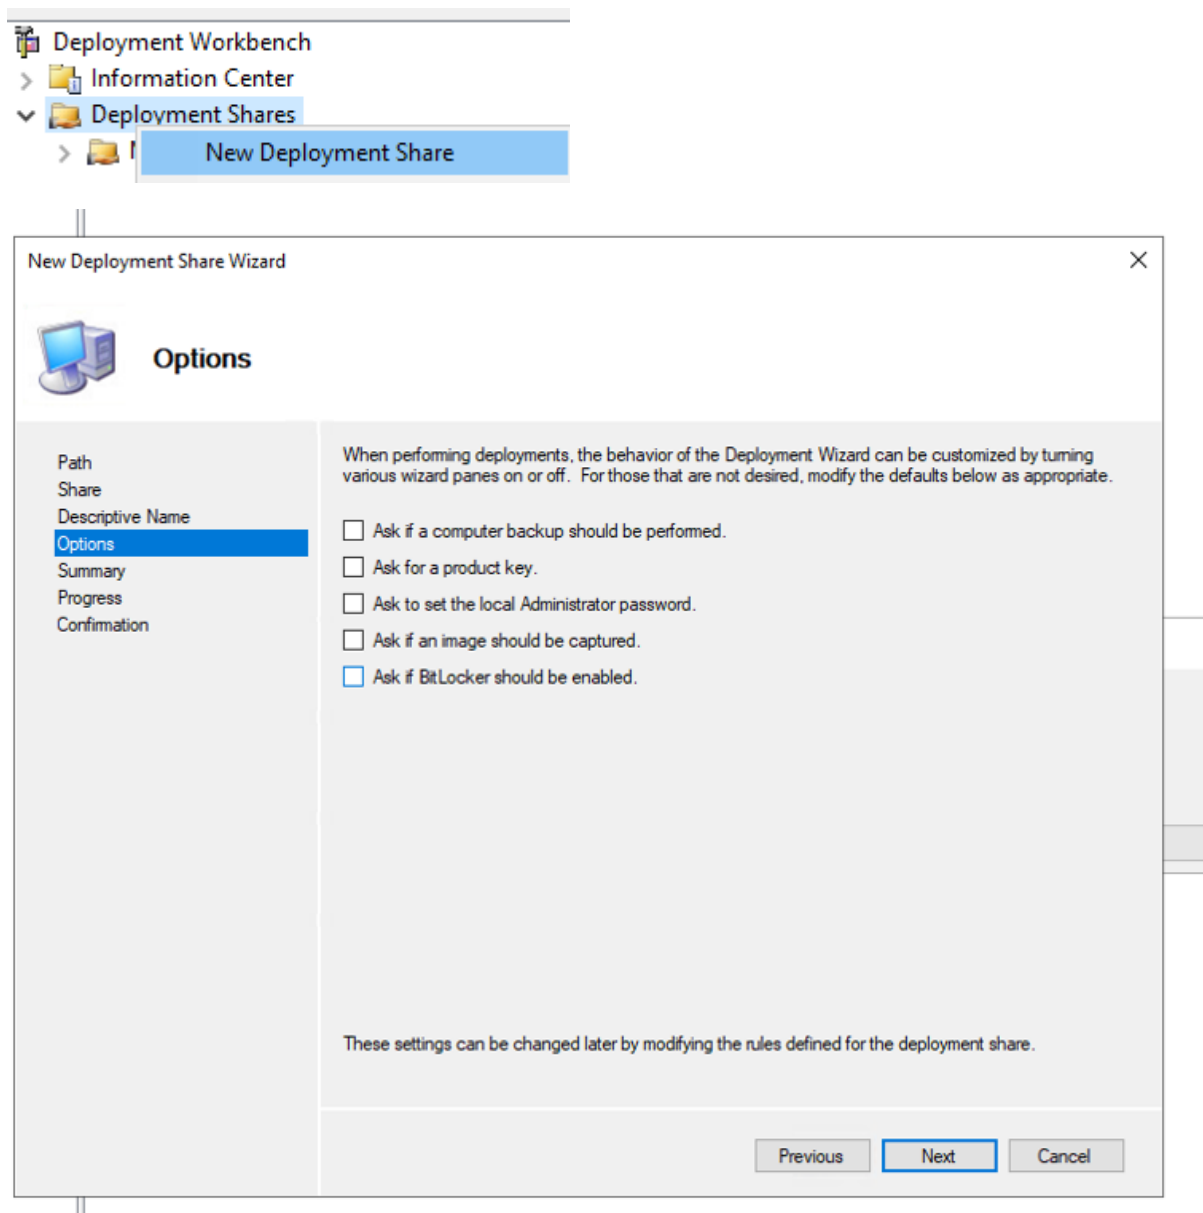 Deployment Workbench
Information Center
Deployment Shares
New Deployment Share
New Deployment Share Wizard
Options
Path
Share
Descriptive Name
Options
Summary
Progress
Confirmation
When performing deployments, the behavior of the Deployment Wizard can be customized by turning
various wizard panes on or off.  For those that are not desired, modify the defaults below as appropriate.
Ask if a computer backup should be performed.
Ask for a product key.
Ask to set the local Administrator password.
Ask if an image should be captured.
Ask if BitLocker should be enabled.
These settings can be changed later by modifying the rules defined for the deployment share.
Previous
Next
Cancel